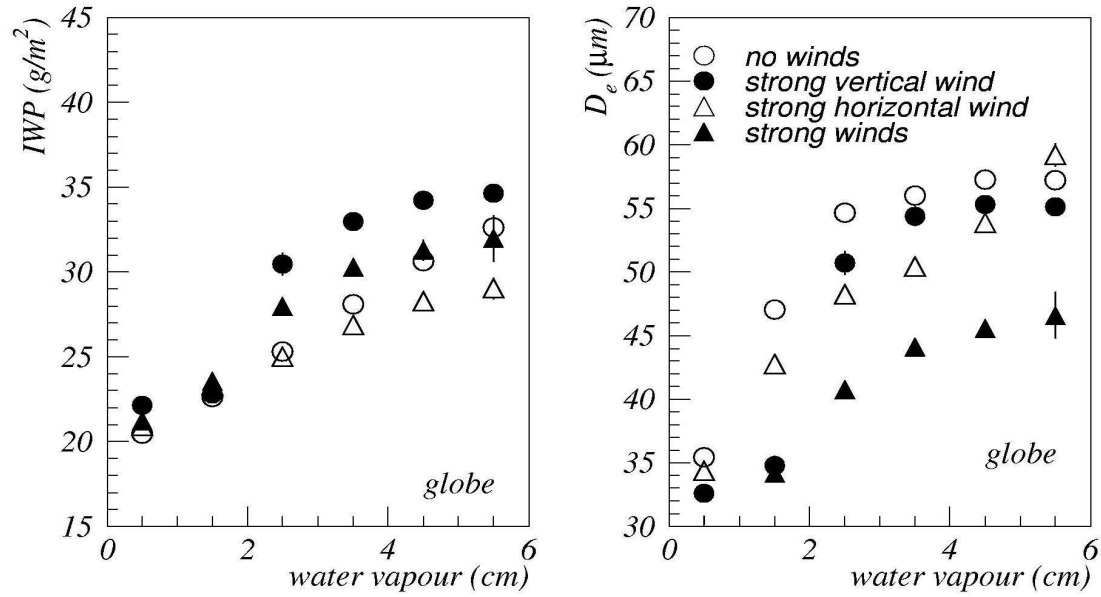 IWP (g/m²)
45
40
35
30
25
20
15
0
2
4
6
globe
water vapour (cm)
D_e (μm)
70
65
60
55
50
45
40
35
30
0
2
4
6
no winds
strong vertical wind
strong horizontal wind
strong winds
globe
water vapour (cm)